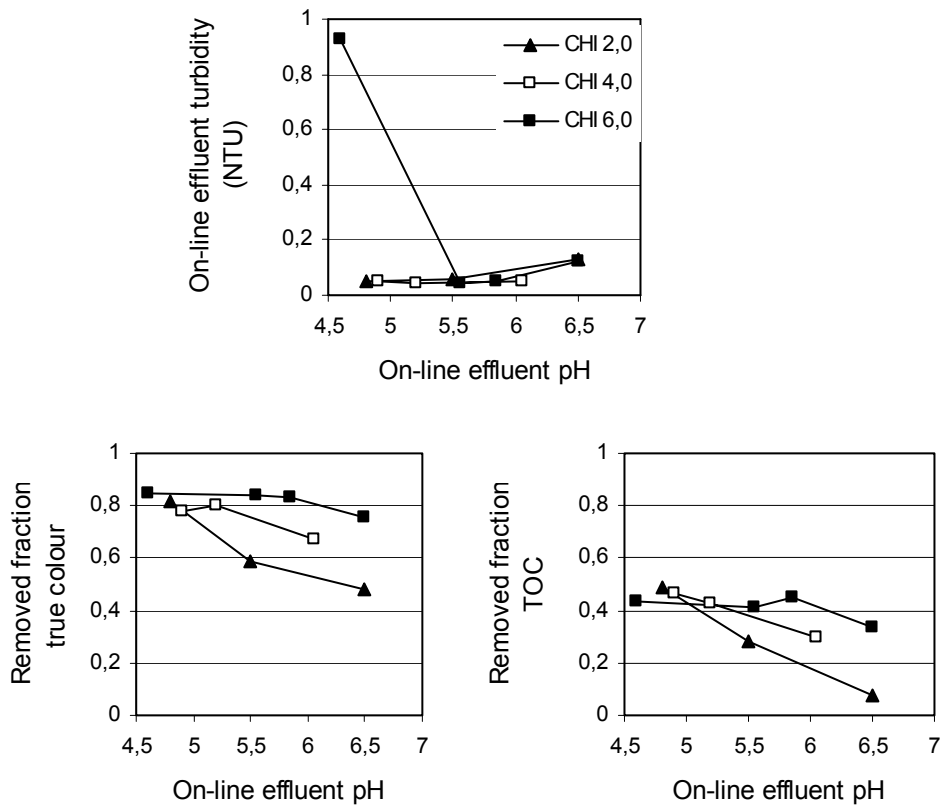 On-line effluent turbidity
(NTU)
1
0,8
0,6
0,4
0,2
0
CHI 2,0
CHI 4,0
CHI 6,0
4,5 5 5,5 6 6,5 7
On-line effluent pH
Removed fraction
true colour
1
0,8
0,6
0,4
0,2
0
4,5 5 5,5 6 6,5 7
On-line effluent pH
Removed fraction
TOC
1
0,8
0,6
0,4
0,2
0
4,5 5 5,5 6 6,5 7
On-line effluent pH